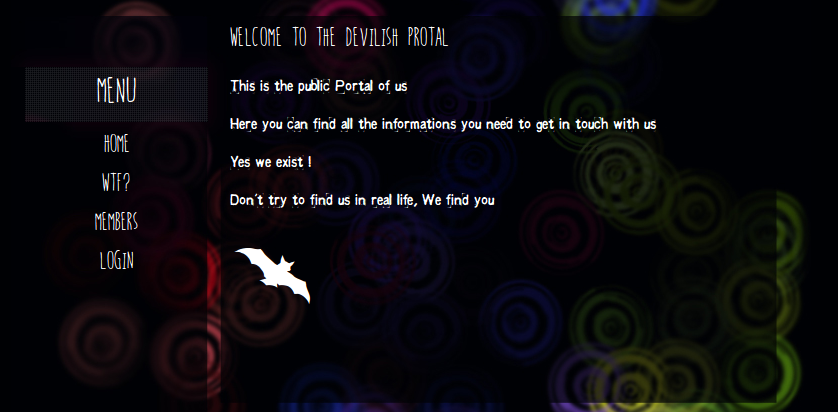 WELCOME TO THE DEVILISH PROTAL
MENU
This is the public Portal of us
Here you can find all the informations you need to get in touch with us
HOME
Yes we exist !
WTF?
Don't try to find us in real life, We find you
MEMBERS
LOGIN